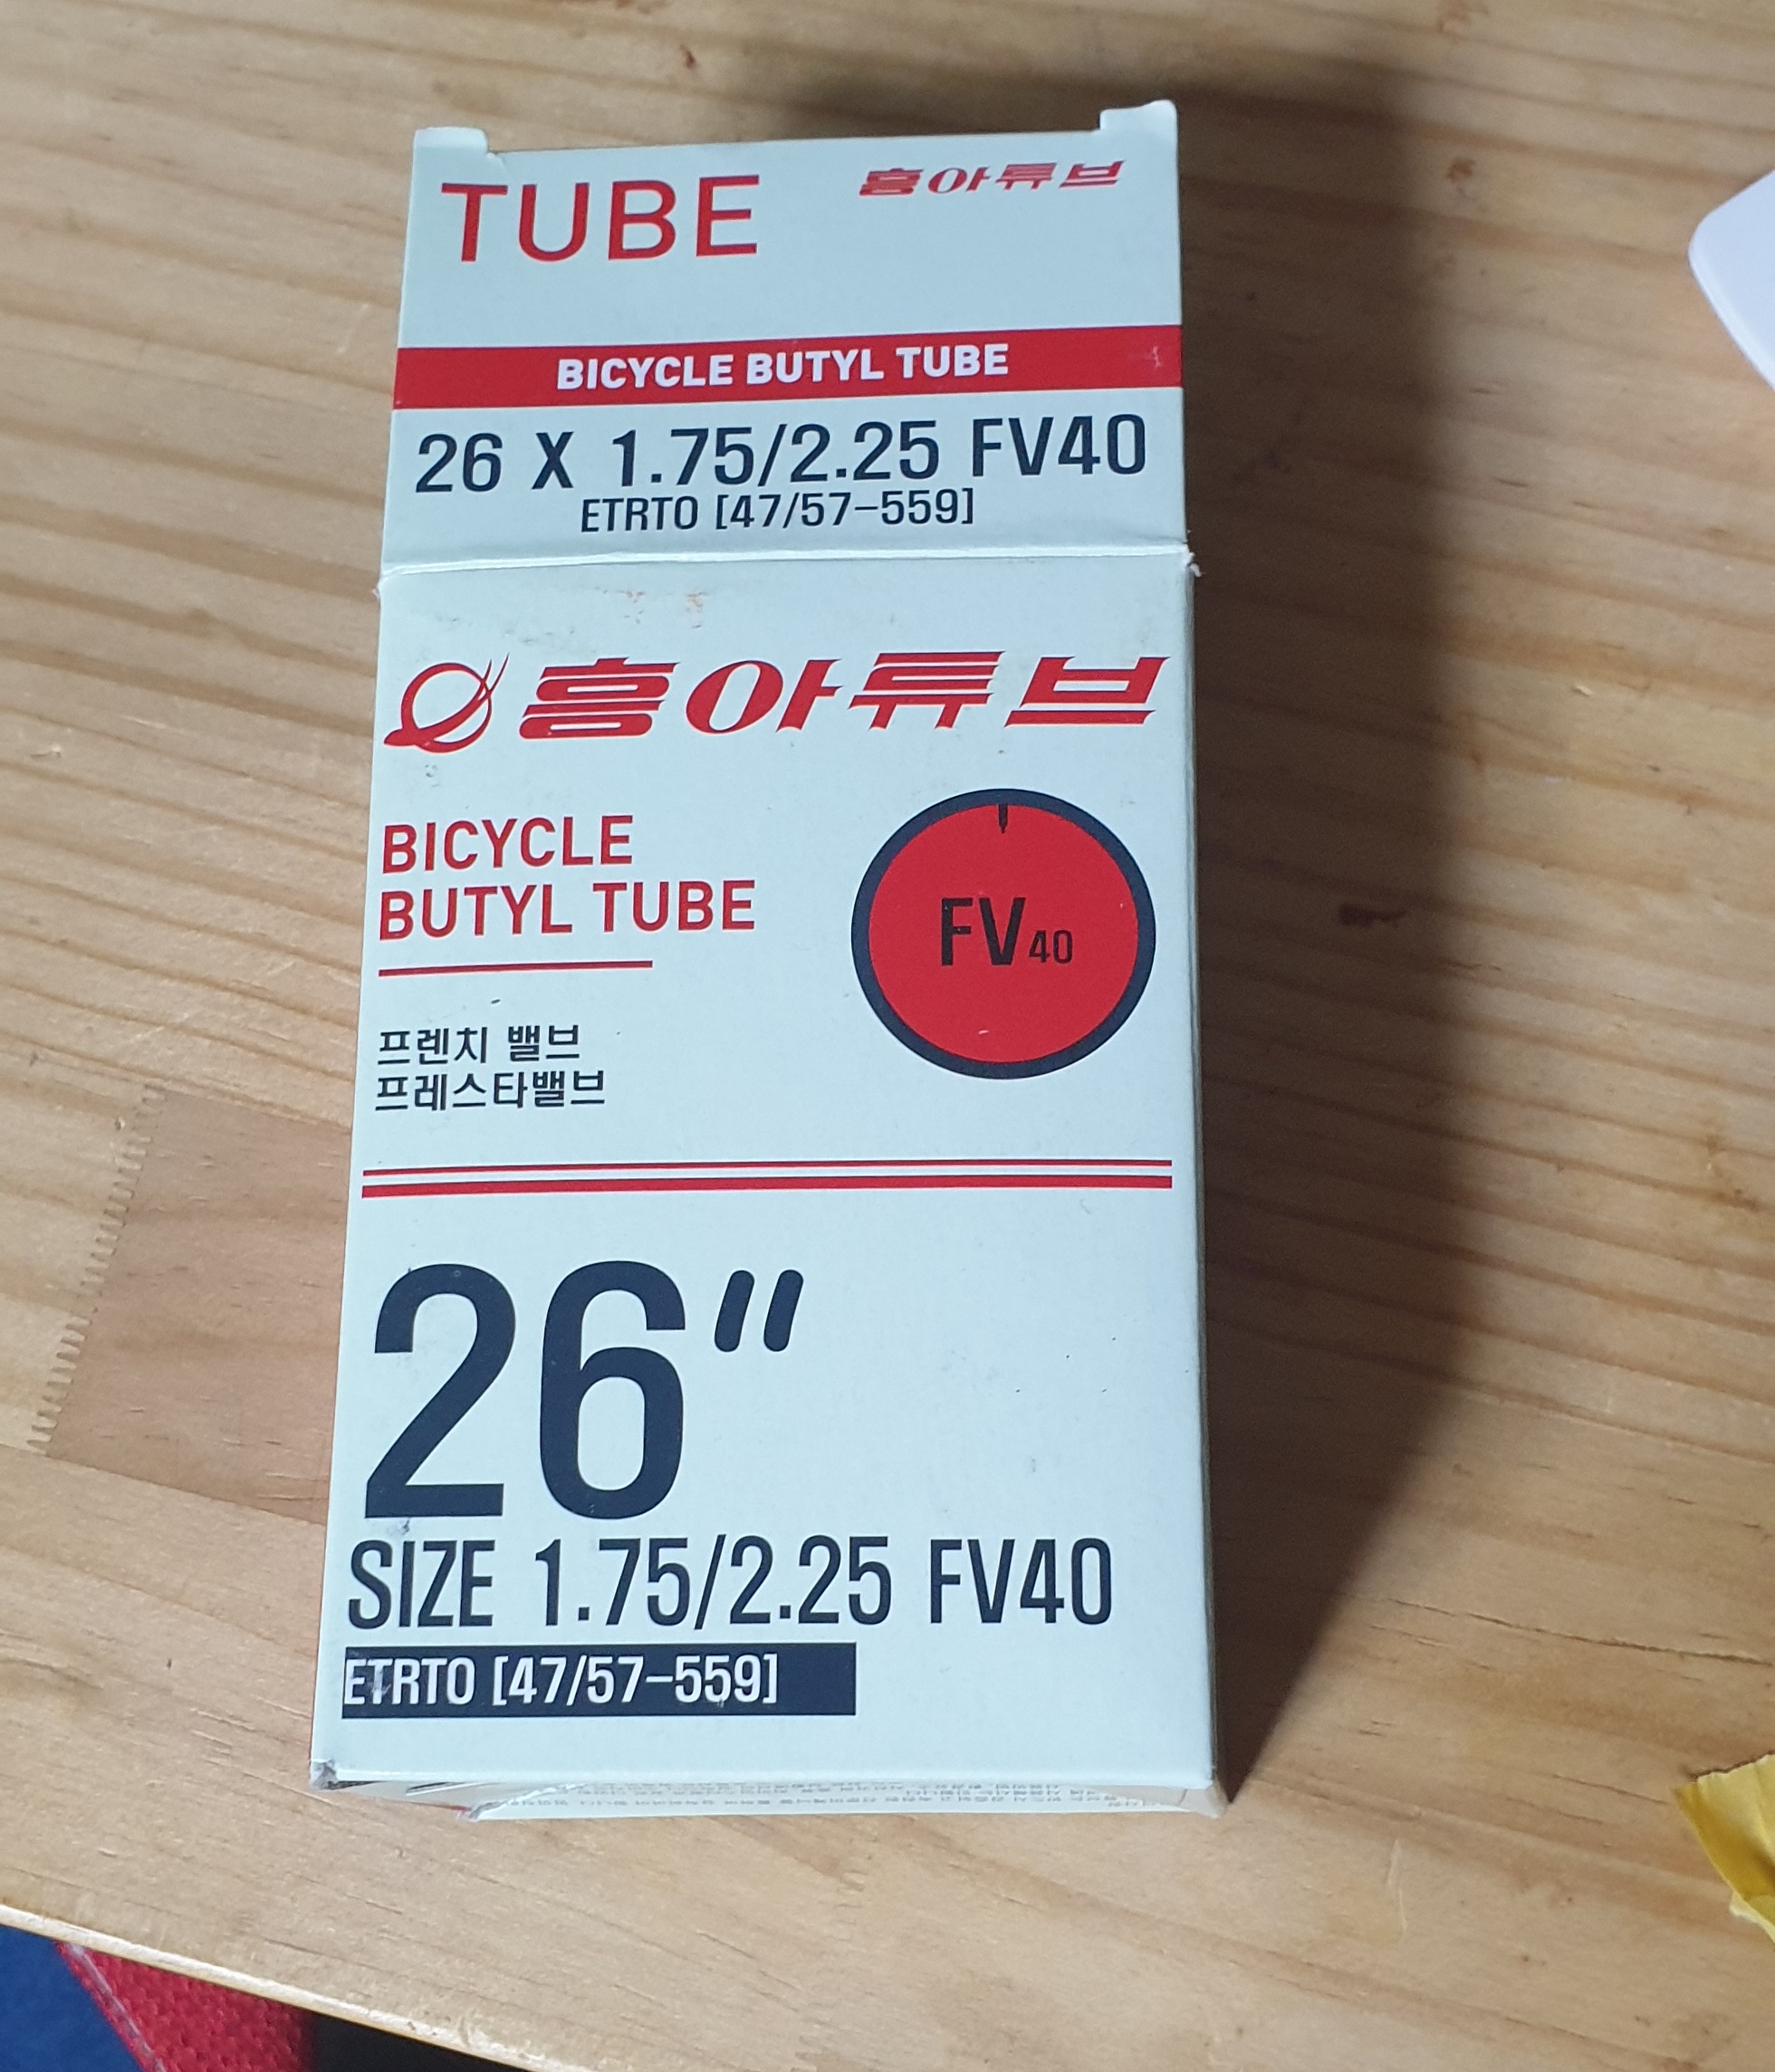 TUBE 흥아튜브
BICYCLE BUTYL TUBE
26 X 1.75/2.25 FV40
ETRTO [47/57-559]
흥아튜브
BICYCLE
BUTYL TUBE
FV40
프렌치 밸브
프레스타밸브
26"
SIZE 1.75/2.25 FV40
ETRTO [47/57-559]